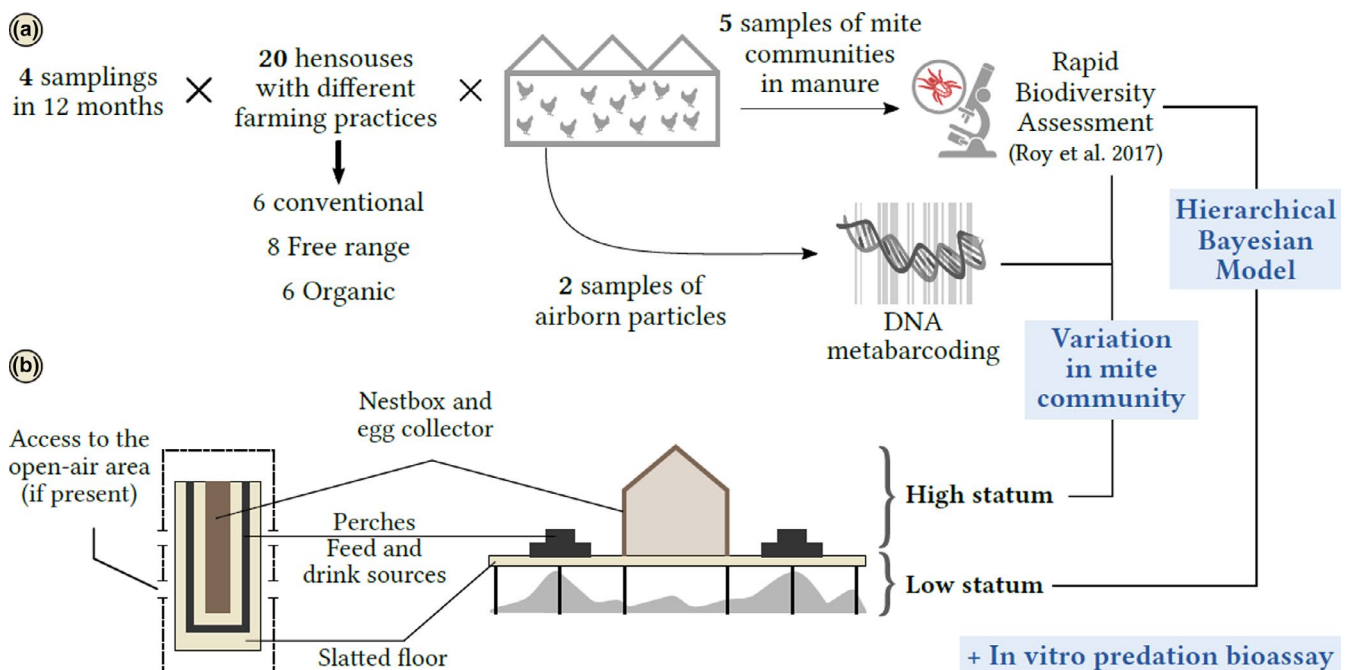 (a)
4 samplings
in 12 months
×
20 hensouses
with different
farming practices
×
6 conventional
8 Free range
6 Organic
5 samples of mite
communities
in manure
2 samples of
airborn particles
Rapid
Biodiversity
Assessment
(Roy et al. 2017)
DNA
metabarcoding
Hierarchical
Bayesian
Model
Variation
in mite
community
(b)
Access to the
open-air area
(if present)
Nestbox and
egg collector
Perches
Feed and
drink sources
Slatted floor
High statum
Low statum
+ In vitro predation bioassay